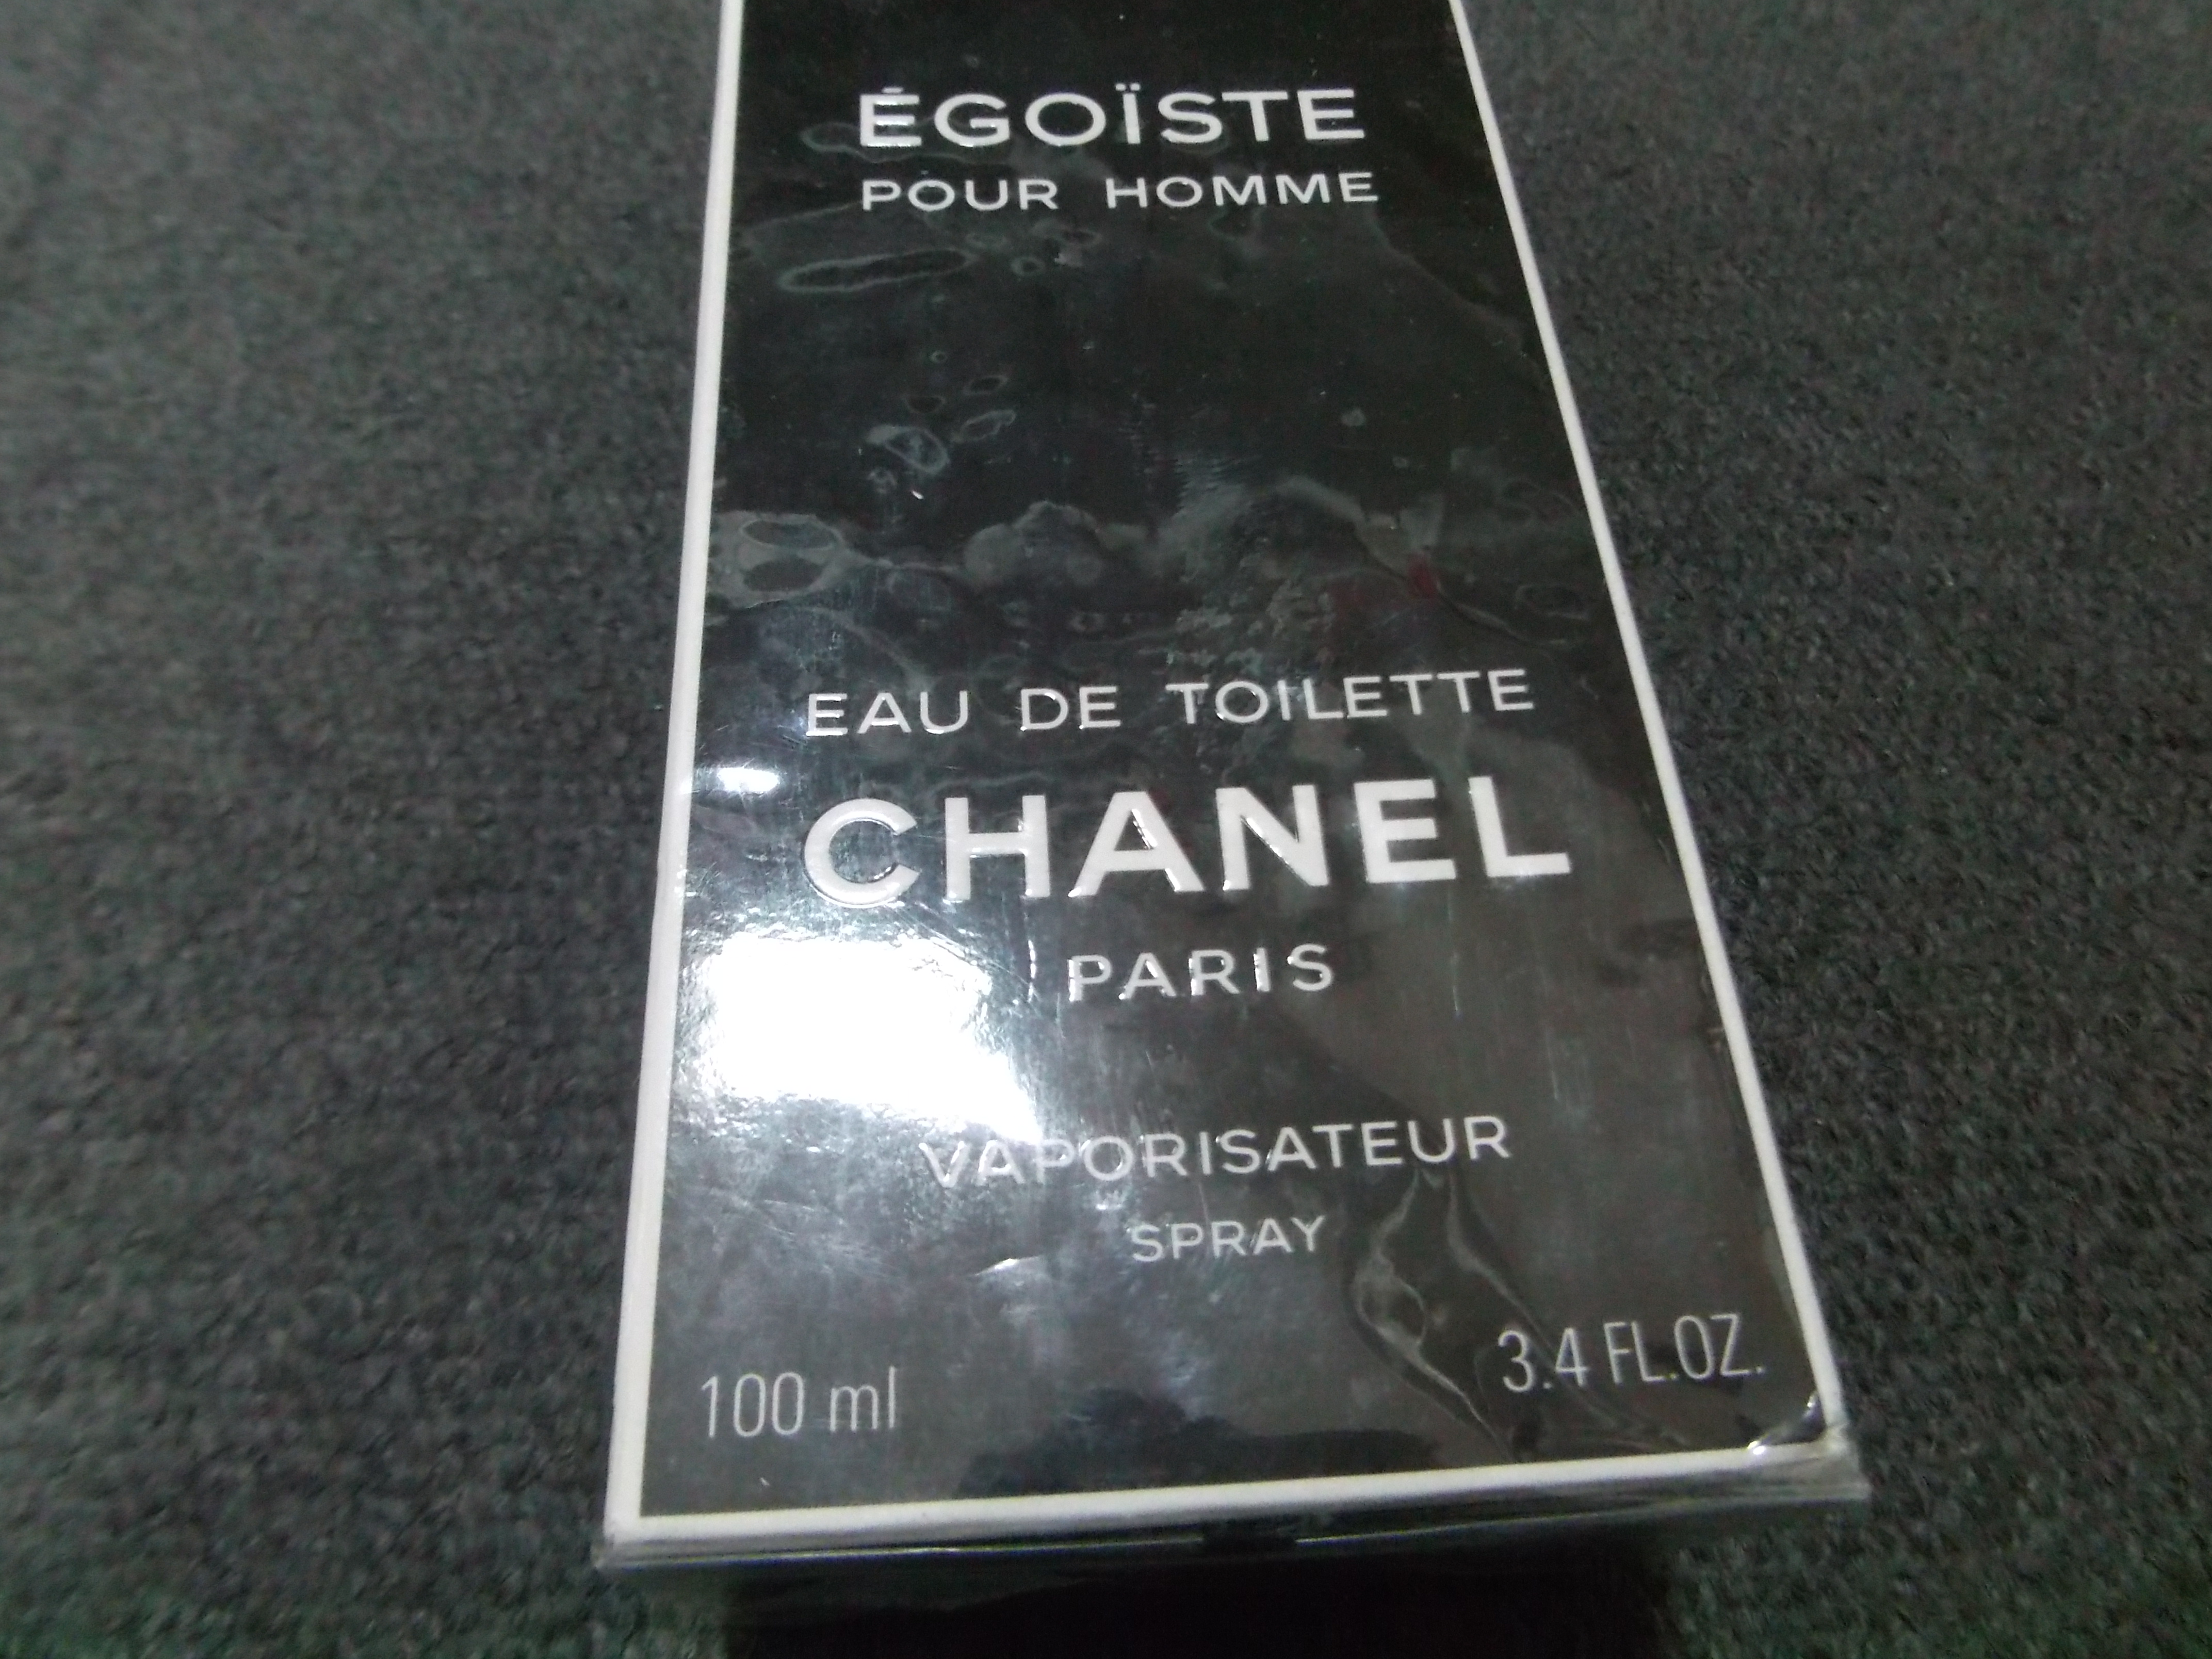 ÉGOÏSTE
POUR HOMME
EAU DE TOILETTE
CHANEL
PARIS
VAPORISATEUR
SPRAY
100 ml 3.4 FL.OZ.